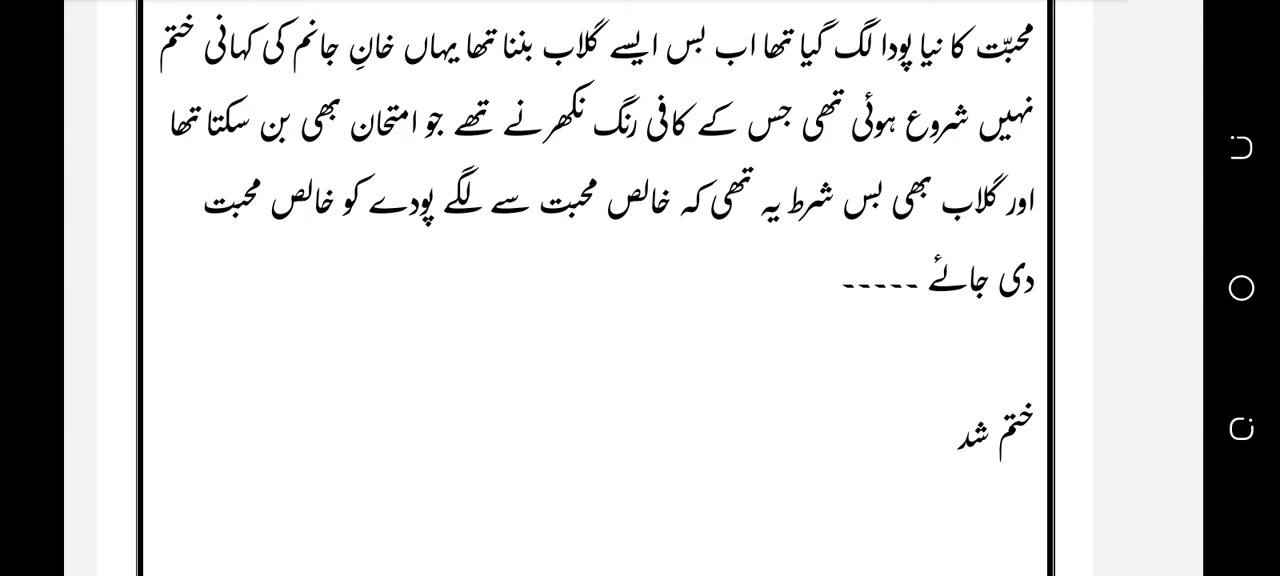 محبّت کا نیا پودا لگ گیا تھا اب بس ایسے گلاب بننا تھا یہاں خانِ جانم کی کہانی ختم
نہیں شروع ہوئی تھی جس کے کافی رنگ نکھرنے تھے جو امتحان بھی بن سکتا تھا
اور گلاب بھی بس شرط یہ تھی کہ خالص محبت سے لگے پودے کو خالص محبت
دی جائے -----
ختم شد